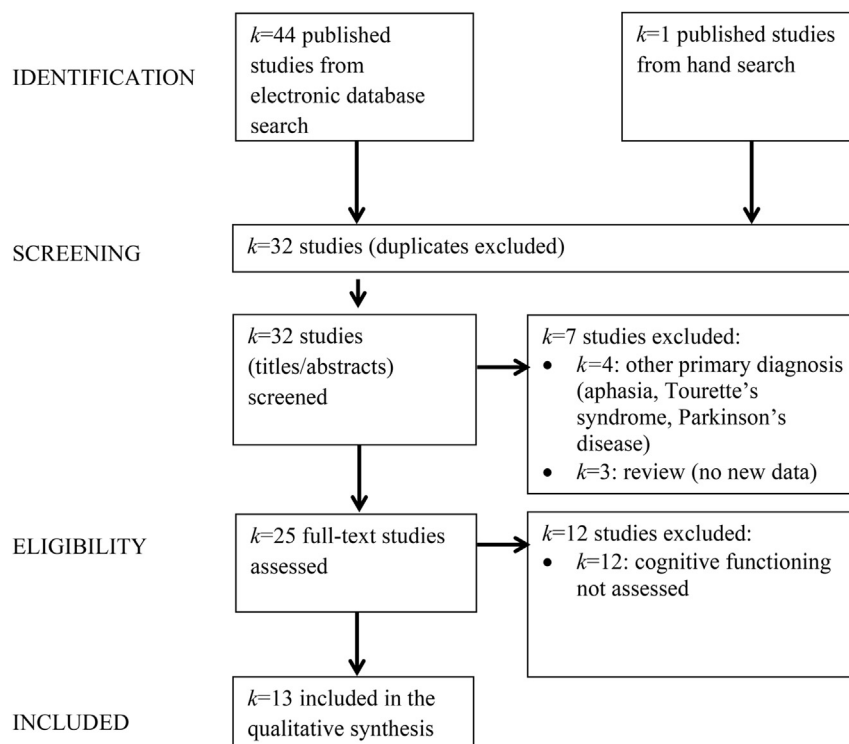 IDENTIFICATION
k=44 published
studies from
electronic database
search
k=1 published studies
from hand search
SCREENING
k=32 studies (duplicates excluded)
k=32 studies
(titles/abstracts)
screened
k=7 studies excluded:
• k=4: other primary diagnosis
(aphasia, Tourette’s
syndrome, Parkinson’s
disease)
• k=3: review (no new data)
ELIGIBILITY
k=25 full-text studies
assessed
k=12 studies excluded:
• k=12: cognitive functioning
not assessed
INCLUDED
k=13 included in the
qualitative synthesis